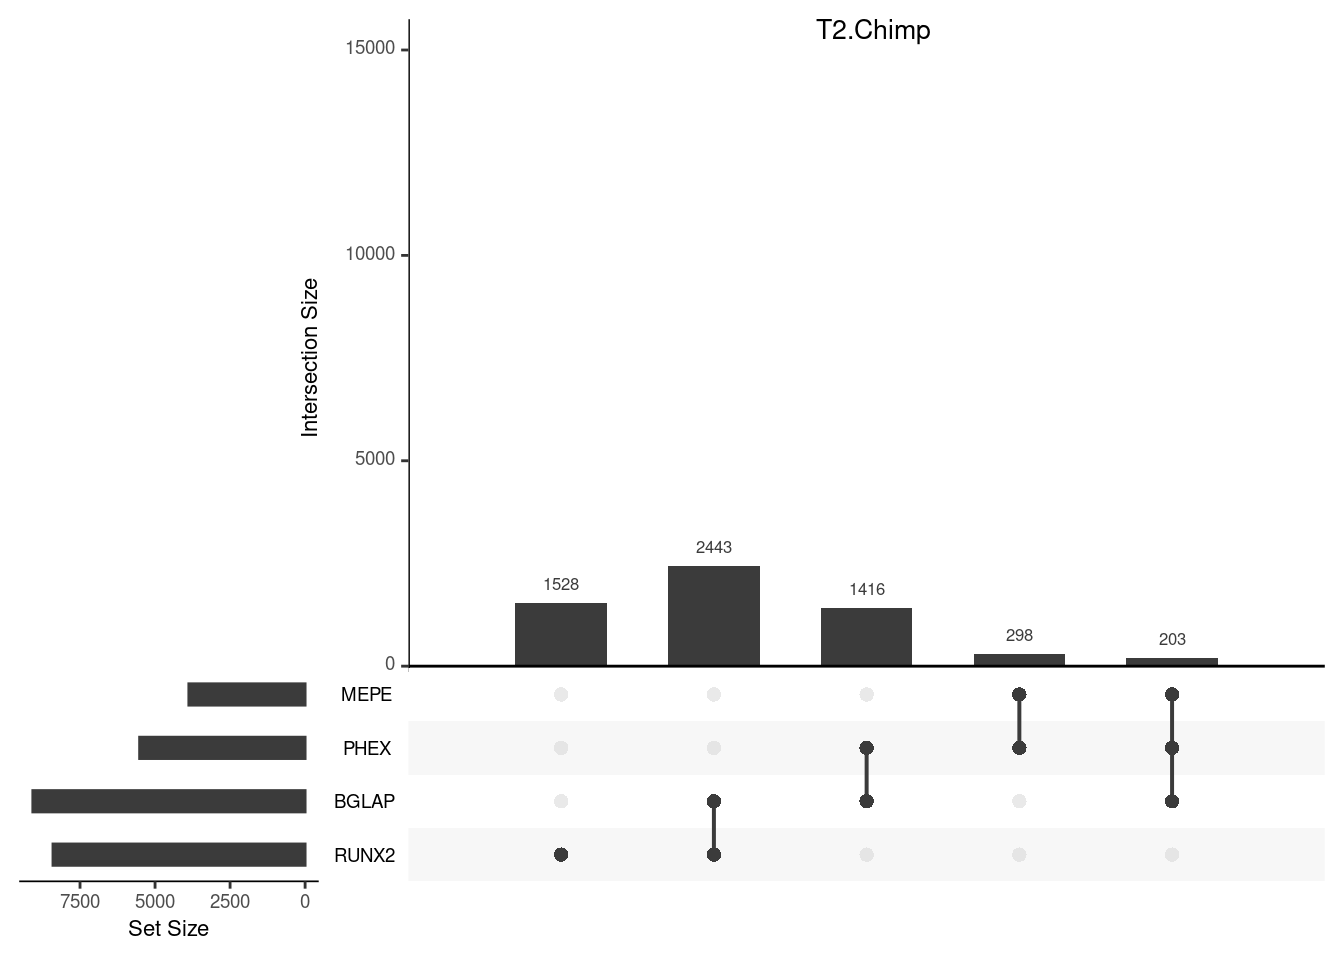 T2.Chimp
15000
10000
5000
0
Intersection Size
1528
2443
1416
298
203
MEPE
PHEX
BGLAP
RUNX2
7500 5000 2500 0
Set Size